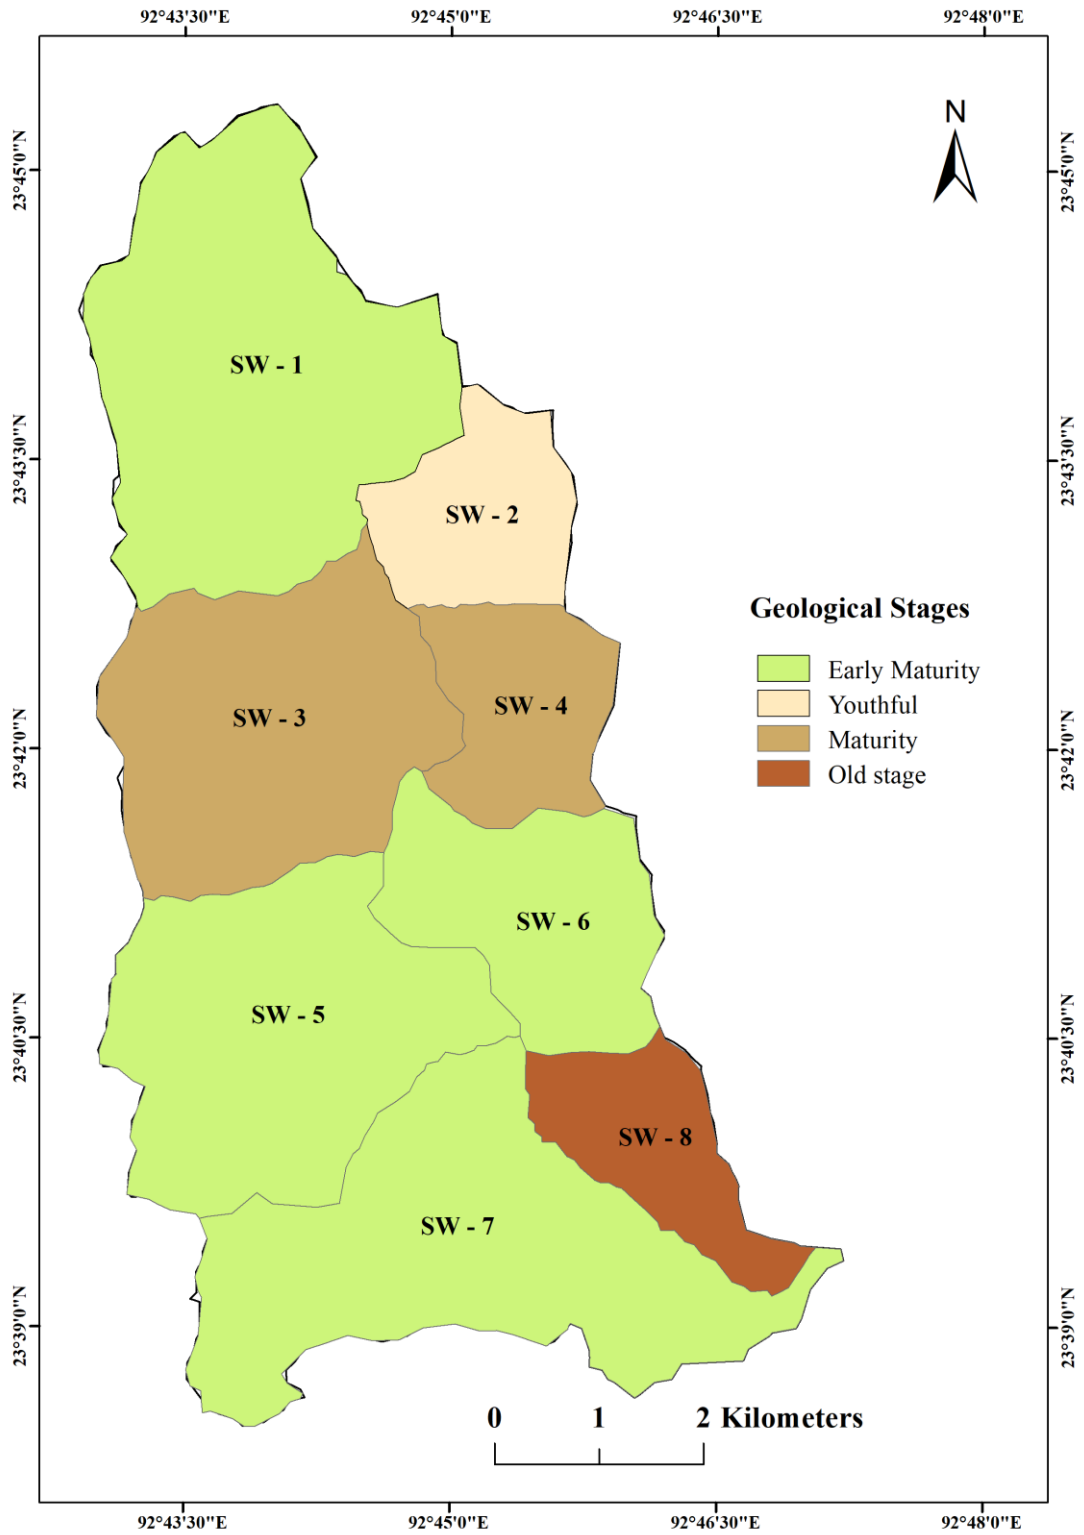 92°43'30"E 92°45'0"E 92°46'30"E 92°48'0"E
N
23°45'0"N 23°45'0"N
SW - 1
23°43'30"N 23°43'30"N
SW - 2
Geological Stages
Early Maturity
Youthful
Maturity
Old stage
SW - 3
SW - 4
23°42'0"N 23°42'0"N
SW - 6
SW - 5
23°40'30"N 23°40'30"N
SW - 8
SW - 7
23°39'0"N 23°39'0"N
0 1 2 Kilometers
92°43'30"E 92°45'0"E 92°46'30"E 92°48'0"E